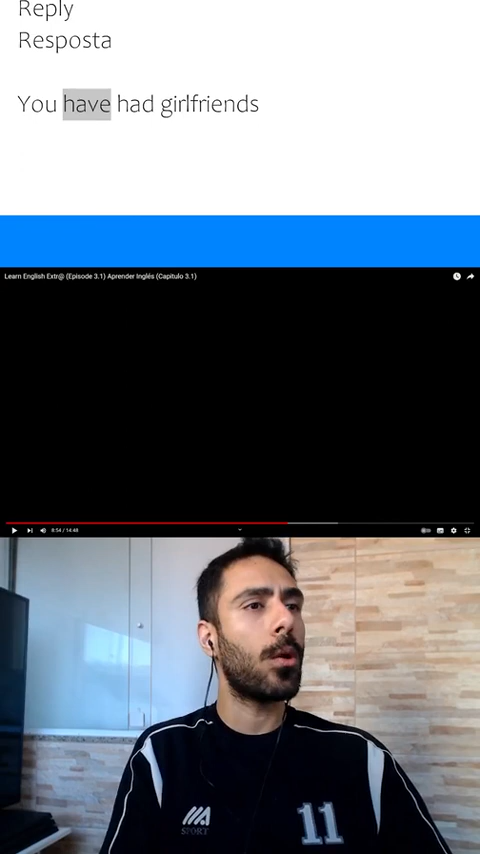 Reply
Resposta
You have had girlfriends
Learn English Extr@ (Episode 3.1) Aprender Inglés (Capitulo 3.1)
8:54 / 14:48
SPORT
11